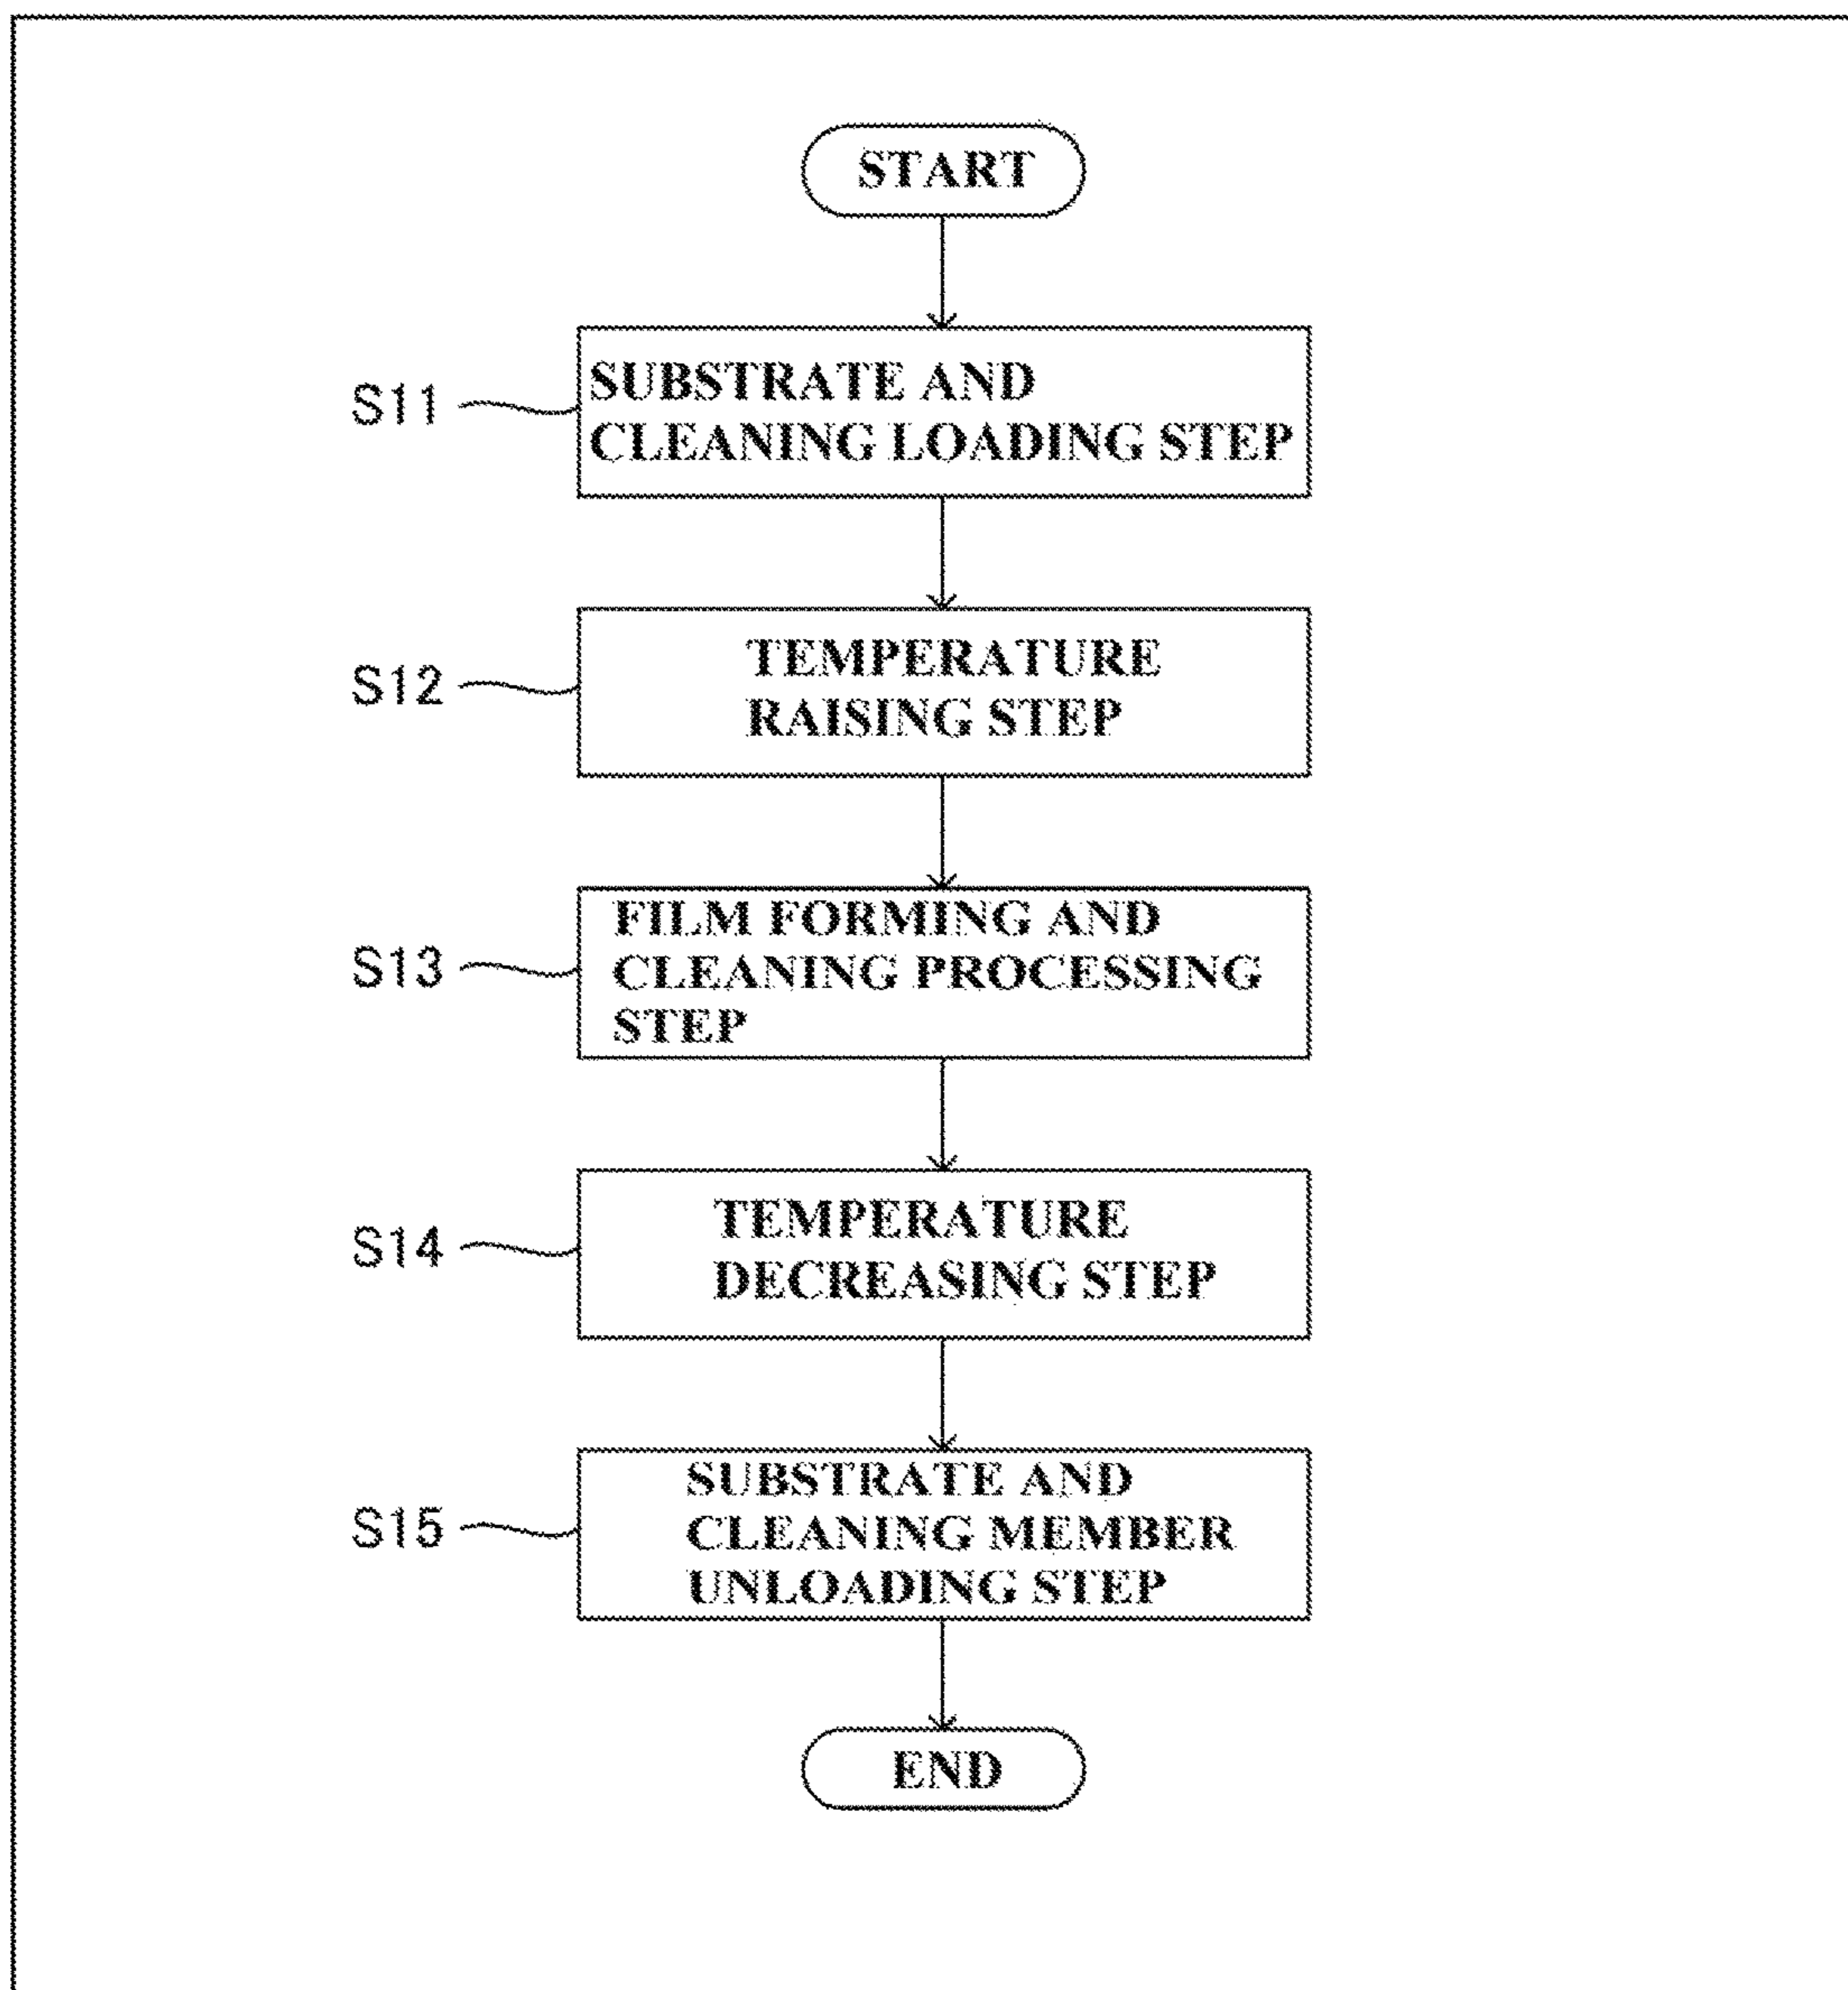 START
S11
SUBSTRATE AND
CLEANING LOADING STEP
S12
TEMPERATURE
RAISING STEP
S13
FILM FORMING AND
CLEANING PROCESSING
STEP
S14
TEMPERATURE
DECREASING STEP
S15
SUBSTRATE AND
CLEANING MEMBER
UNLOADING STEP
END